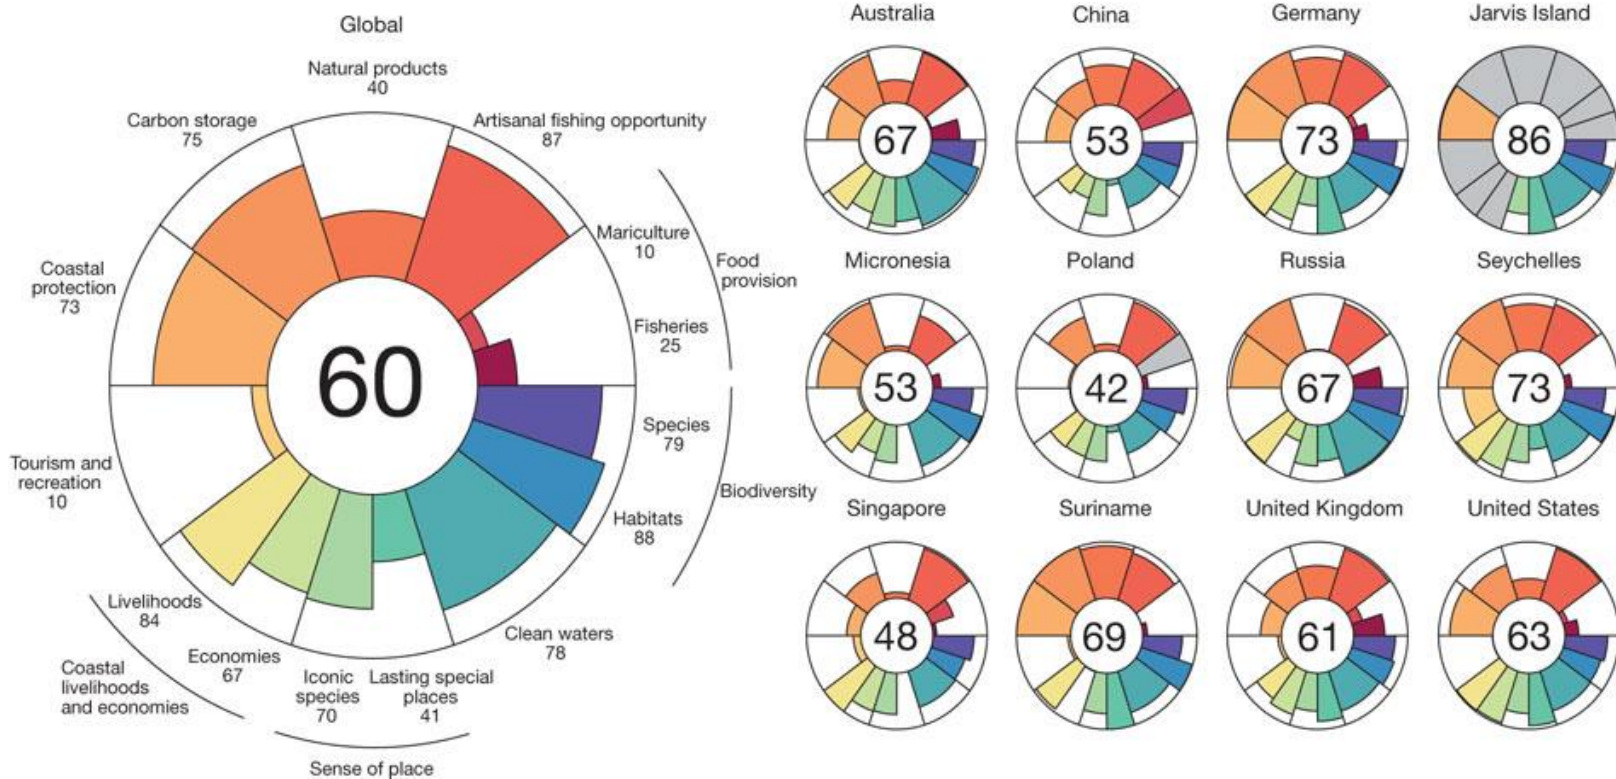 Global
Natural products
40
Carbon storage
75
Artisanal fishing opportunity
87
Mariculture
10
Food
provision
Coastal
protection
73
Fisheries
25
60
Species
79
Tourism and
recreation
10
Biodiversity
Habitats
88
Livelihoods
84
Clean waters
78
Economies
67
Coastal
livelihoods
and economies
Iconic
species
70
Lasting special
places
41
Sense of place
Australia
67
China
53
Germany
73
Jarvis Island
86
Micronesia
53
Poland
42
Russia
67
Seychelles
73
Singapore
48
Suriname
69
United Kingdom
61
United States
63